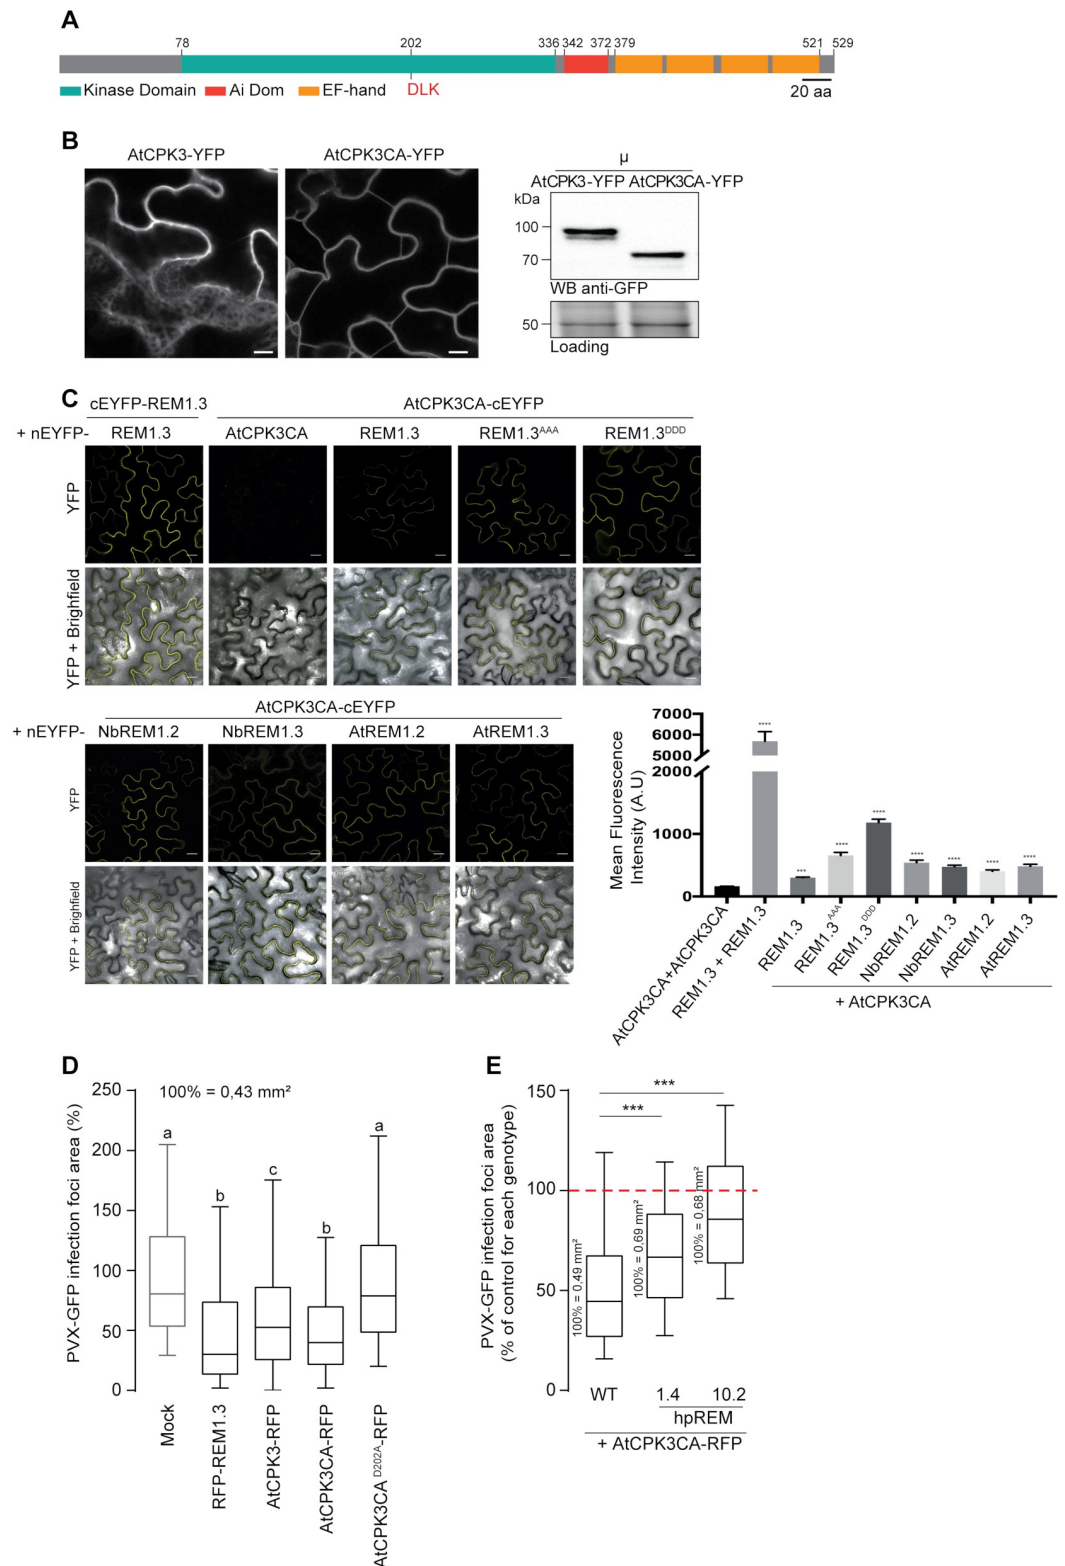 A
78 202 336 342 372 379 521 529
Kinase Domain Ai Dom EF-hand DLK 20 aa
B
AtCPK3-YFP AtCPK3CA-YFP
µ
AtCPK3-YFP AtCPK3CA-YFP
kDa
100
70
WB anti-GFP
50
Loading
C
cEYFP-REM1.3 AtCPK3CA-cEYFP
+ nEYFP- REM1.3 AtCPK3CA REM1.3 REM1.3AAA REM1.3DDD
YFP
YFP + Brighfield
AtCPK3CA-cEYFP
+ nEYFP- NbREM1.2 NbREM1.3 AtREM1.2 AtREM1.3
YFP
YFP + Brighfield
Mean Fluorescence
Intensity (A.U)
7000
6000
5000
2000
1000
0
**** *** **** **** **** **** **** ****
AtCPK3CA+AtCPK3CA
REM1.3 + REM1.3
REM1.3
REM1.3AAA
REM1.3DDD
NbREM1.2
NbREM1.3
AtREM1.2
AtREM1.3
+ AtCPK3CA
D
PVX-GFP infection foci area (%)
100% = 0,43 mm²
250
200
150
100
50
0
a b c b a
Mock
RFP-REM1.3
AtCPK3-RFP
AtCPK3CA-RFP
AtCPK3CAD202A-RFP
E
PVX-GFP infection foci area
(% of control for each genotype)
150
100
50
0
***
***
100% = 0,49 mm²
100% = 0,69 mm²
100% = 0,68 mm²
WT 1.4 10.2
hpREM
+ AtCPK3CA-RFP